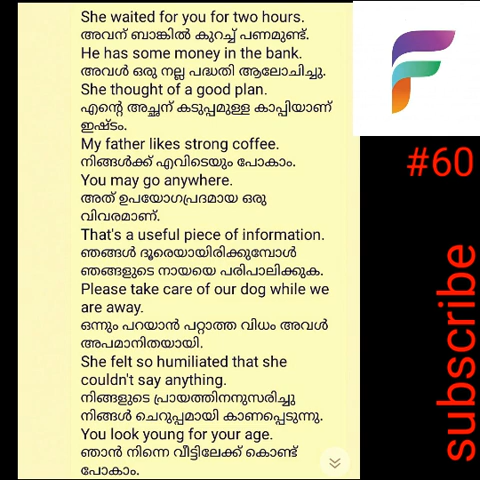 She waited for you for two hours.
അവന് ബാങ്കിൽ കുറച്ച് പണമുണ്ട്.
He has some money in the bank.
അവൾ ഒരു നല്ല പദ്ധതി ആലോചിച്ചു.
She thought of a good plan.
എന്റെ അച്ഛന് കടുപ്പമുള്ള കാപ്പിയാണ്
ഇഷ്ടം.
My father likes strong coffee.
നിങ്ങൾക്ക് എവിടെയും പോകാം.
You may go anywhere.
അത് ഉപയോഗപ്രദമായ ഒരു
വിവരമാണ്.
That's a useful piece of information.
ഞങ്ങൾ ദൂരെയായിരിക്കുമ്പോൾ
ഞങ്ങളുടെ നായയെ പരിപാലിക്കുക.
Please take care of our dog while we
are away.
ഒന്നും പറയാൻ പറ്റാത്ത വിധം അവൾ
അപമാനിതയായി.
She felt so humiliated that she
couldn't say anything.
നിങ്ങളുടെ പ്രായത്തിനനുസരിച്ചു
നിങ്ങൾ ചെറുപ്പമായി കാണപ്പെടുന്നു.
You look young for your age.
ഞാൻ നിന്നെ വീട്ടിലേക്ക് കൊണ്ട്
പോകാം.
F
#60
subscribe